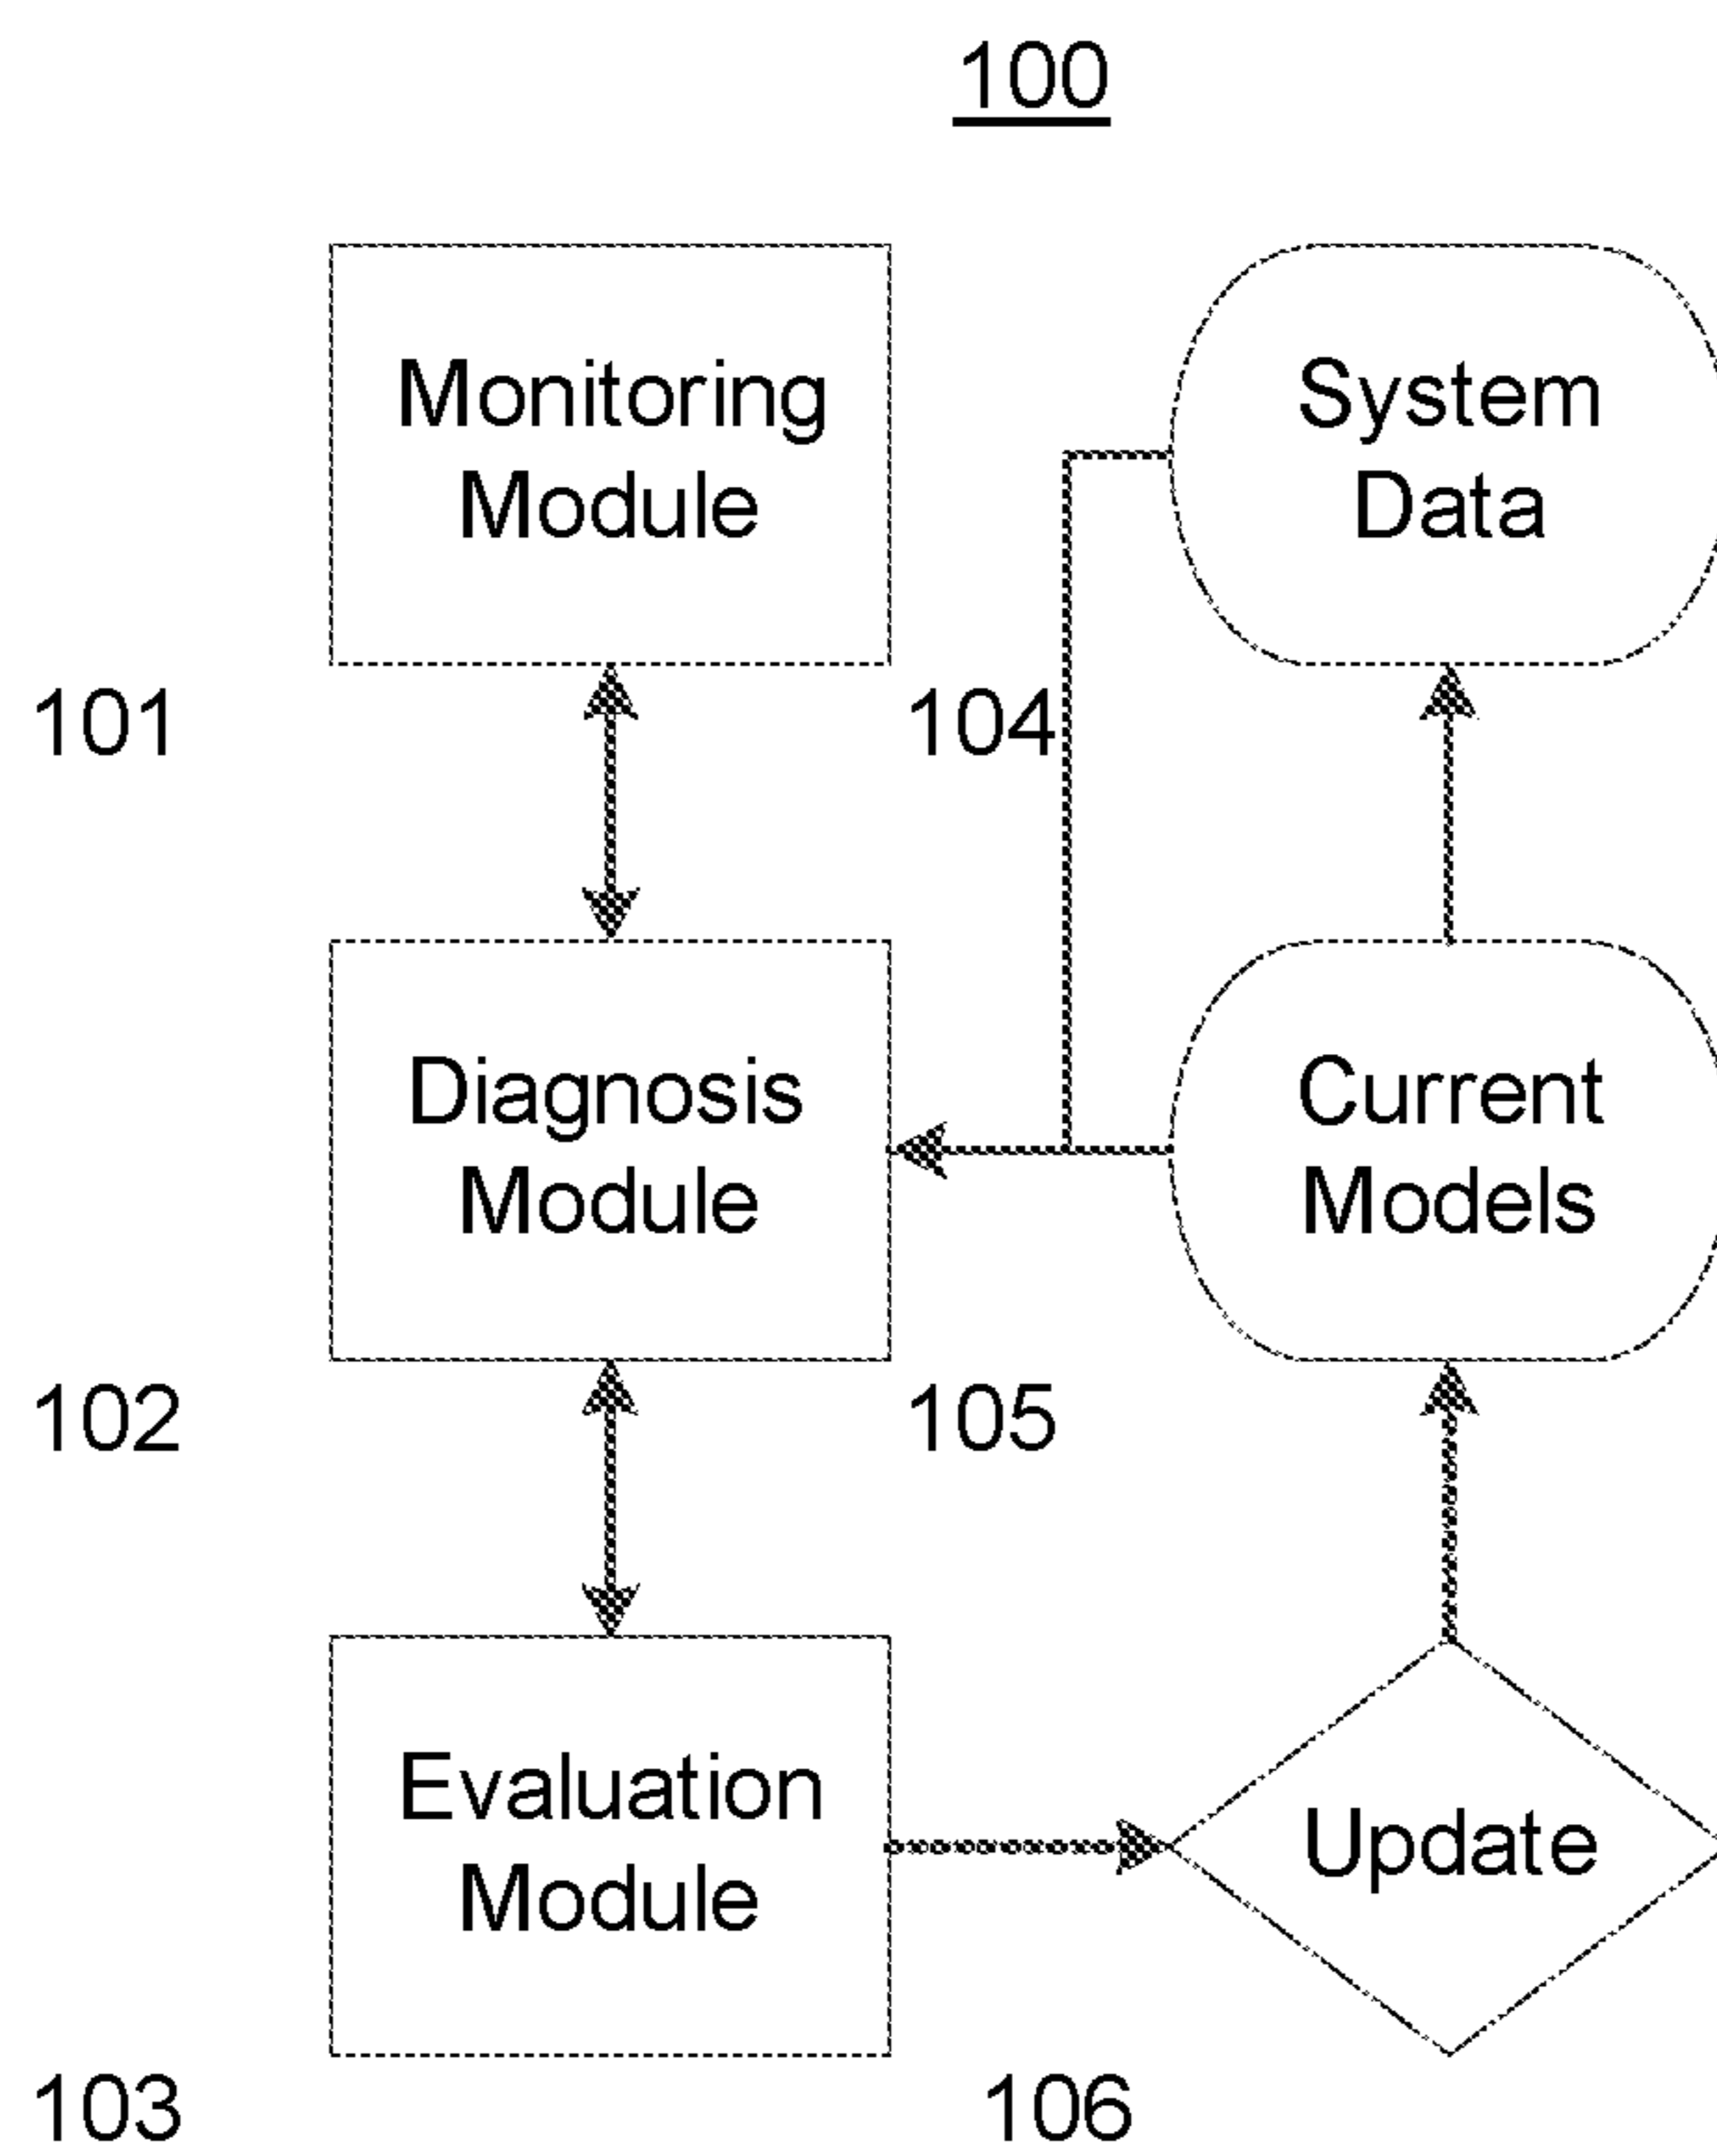 100
Monitoring
Module
System
Data
101
104
Diagnosis
Module
Current
Models
102
105
Evaluation
Module
Update
103
106